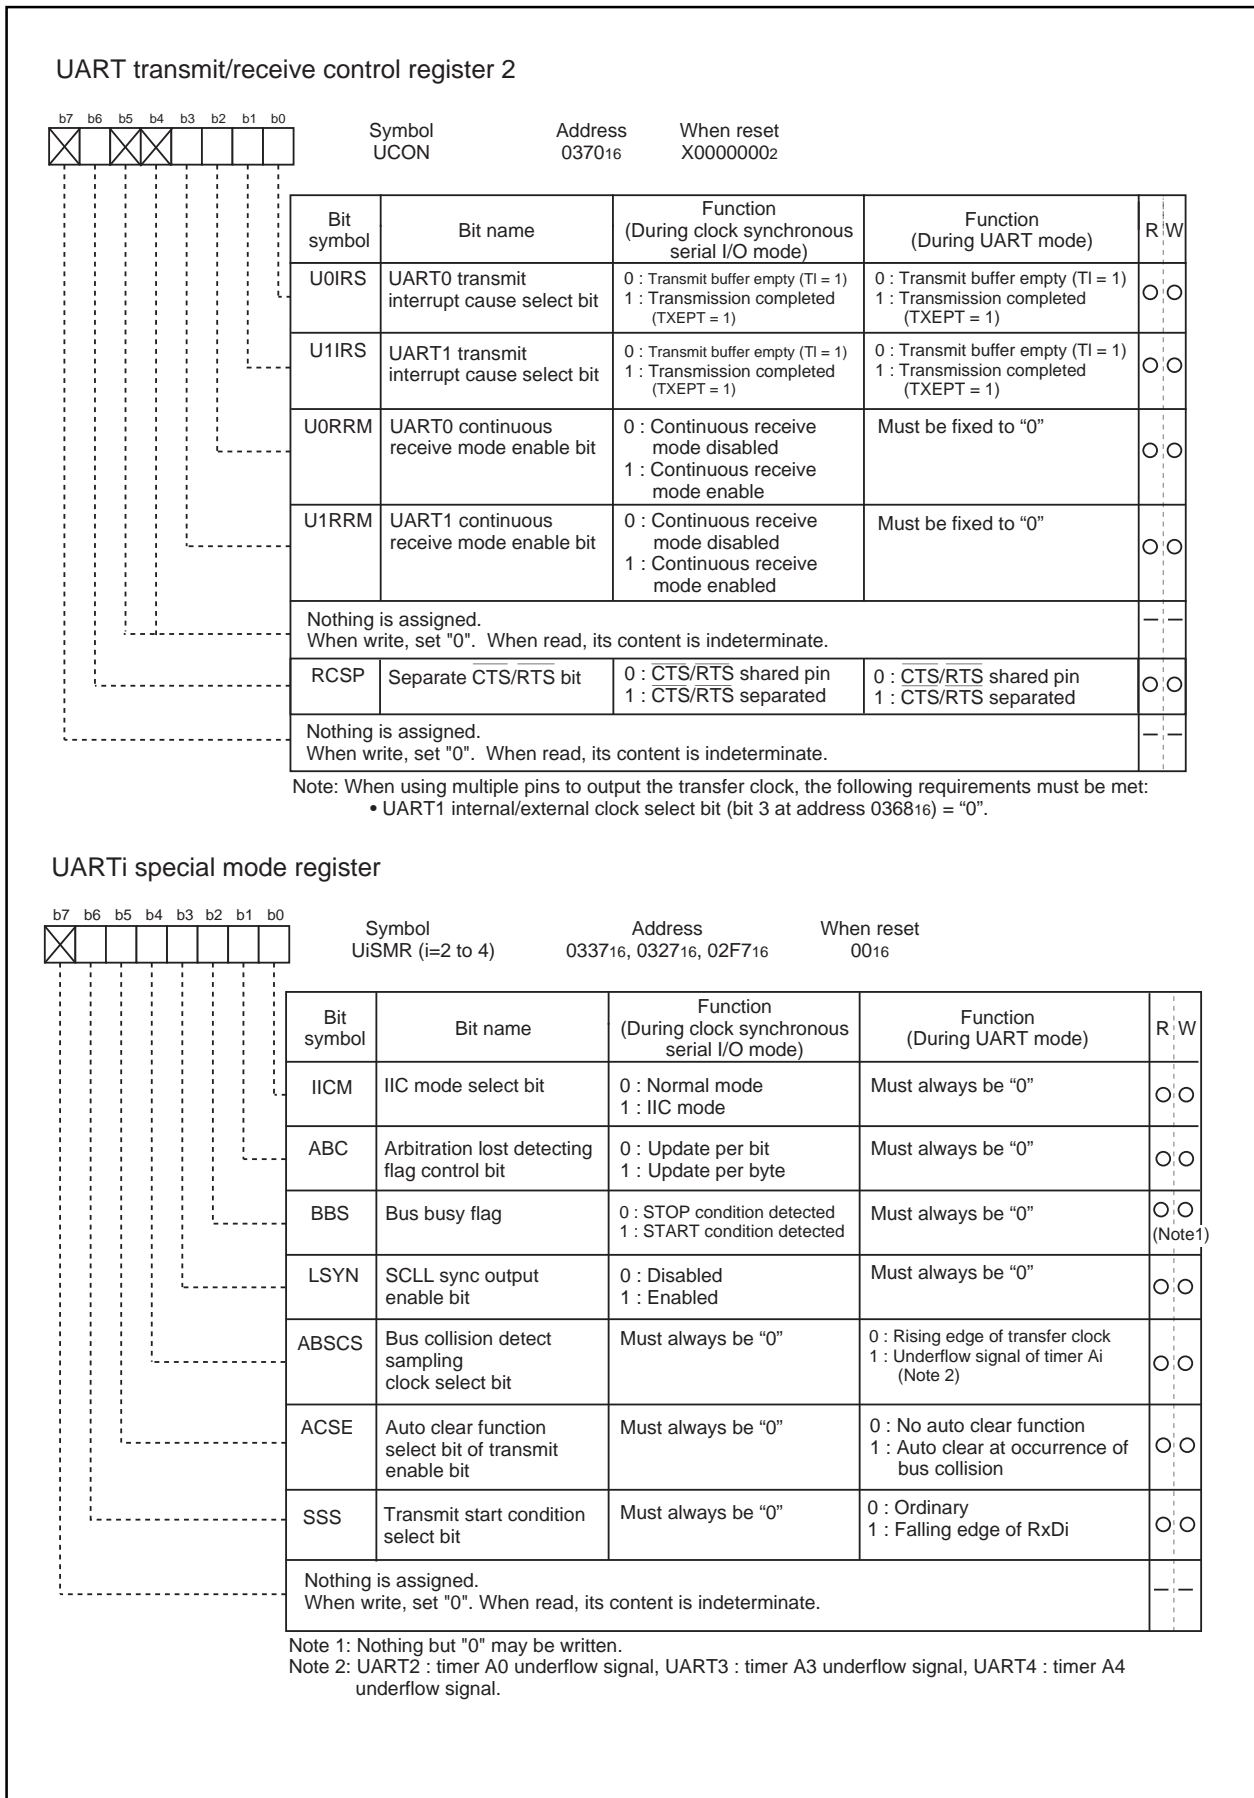 UART transmit/receive control register 2
b7 b6 b5 b4 b3 b2 b1 b0
Symbol Address When reset
UCON 037016 X00000002
Bit symbol Bit name Function (During clock synchronous serial I/O mode) Function (During UART mode) R W
U0IRS UART0 transmit interrupt cause select bit 0 : Transmit buffer empty (TI = 1) 1 : Transmission completed (TXEPT = 1) 0 : Transmit buffer empty (TI = 1) 1 : Transmission completed (TXEPT = 1)
U1IRS UART1 transmit interrupt cause select bit 0 : Transmit buffer empty (TI = 1) 1 : Transmission completed (TXEPT = 1) 0 : Transmit buffer empty (TI = 1) 1 : Transmission completed (TXEPT = 1)
U0RRM UART0 continuous receive mode enable bit 0 : Continuous receive mode disabled 1 : Continuous receive mode enable Must be fixed to “0”
U1RRM UART1 continuous receive mode enable bit 0 : Continuous receive mode disabled 1 : Continuous receive mode enabled Must be fixed to “0”
Nothing is assigned.
When write, set "0". When read, its content is indeterminate.
RCSP Separate CTS/RTS bit 0 : CTS/RTS shared pin 1 : CTS/RTS separated 0 : CTS/RTS shared pin 1 : CTS/RTS separated
Nothing is assigned.
When write, set "0". When read, its content is indeterminate.
Note: When using multiple pins to output the transfer clock, the following requirements must be met:
• UART1 internal/external clock select bit (bit 3 at address 036816) = “0”.
UARTi special mode register
b7 b6 b5 b4 b3 b2 b1 b0
Symbol Address When reset
UiSMR (i=2 to 4) 033716, 032716, 02F716 0016
Bit symbol Bit name Function (During clock synchronous serial I/O mode) Function (During UART mode) R W
IICM IIC mode select bit 0 : Normal mode 1 : IIC mode Must always be “0”
ABC Arbitration lost detecting flag control bit 0 : Update per bit 1 : Update per byte Must always be “0”
BBS Bus busy flag 0 : STOP condition detected 1 : START condition detected Must always be “0” (Note1)
LSYN SCLL sync output enable bit 0 : Disabled 1 : Enabled Must always be “0”
ABSCS Bus collision detect sampling clock select bit Must always be “0” 0 : Rising edge of transfer clock 1 : Underflow signal of timer Ai (Note 2)
ACSE Auto clear function select bit of transmit enable bit Must always be “0” 0 : No auto clear function 1 : Auto clear at occurrence of bus collision
SSS Transmit start condition select bit Must always be “0” 0 : Ordinary 1 : Falling edge of RxDi
Nothing is assigned.
When write, set "0". When read, its content is indeterminate.
Note 1: Nothing but "0" may be written.
Note 2: UART2 : timer A0 underflow signal, UART3 : timer A3 underflow signal, UART4 : timer A4
underflow signal.